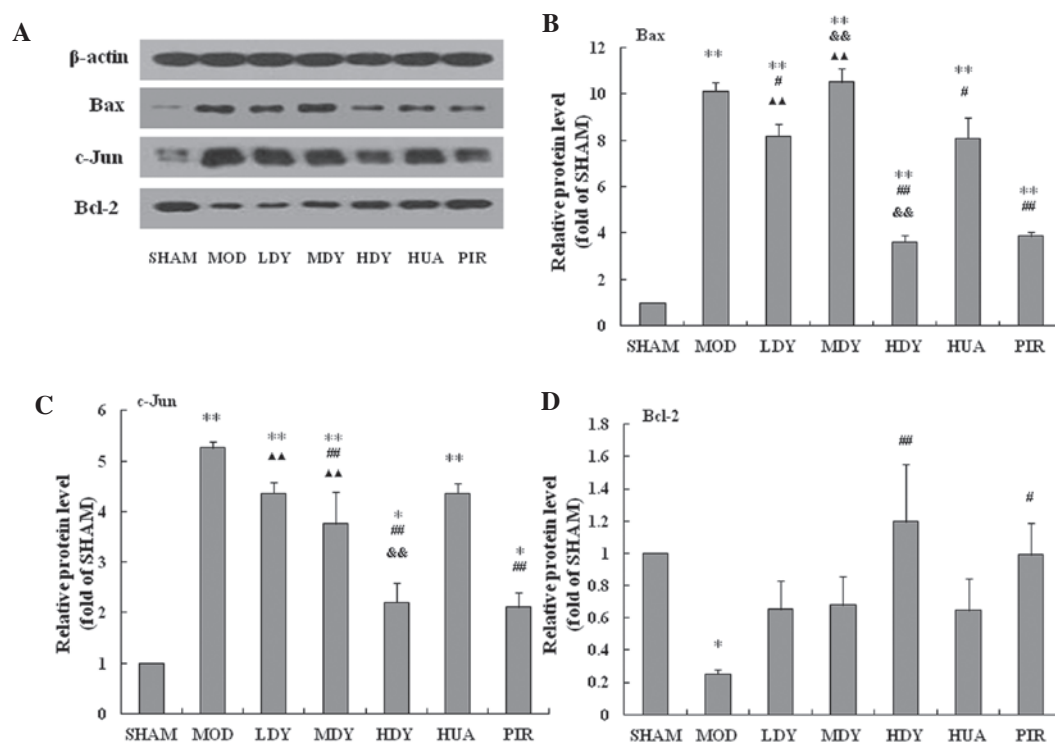 A
β-actin
Bax
c-Jun
Bcl-2
SHAM MOD LDY MDY HDY HUA PIR
B
Bax
Relative protein level
(fold of SHAM)
12
10
8
6
4
2
0
**
**
#
▲▲
**
&&
▲▲
**
##
&&
**
#
**
##
SHAM MOD LDY MDY HDY HUA PIR
C
c-Jun
Relative protein level
(fold of SHAM)
6
5
4
3
2
1
0
**
**
▲▲
**
##
▲▲
*
##
&&
**
*
##
SHAM MOD LDY MDY HDY HUA PIR
D
Bcl-2
Relative protein level
(fold of SHAM)
1.8
1.6
1.4
1.2
1
0.8
0.6
0.4
0.2
0
*
##
#
SHAM MOD LDY MDY HDY HUA PIR